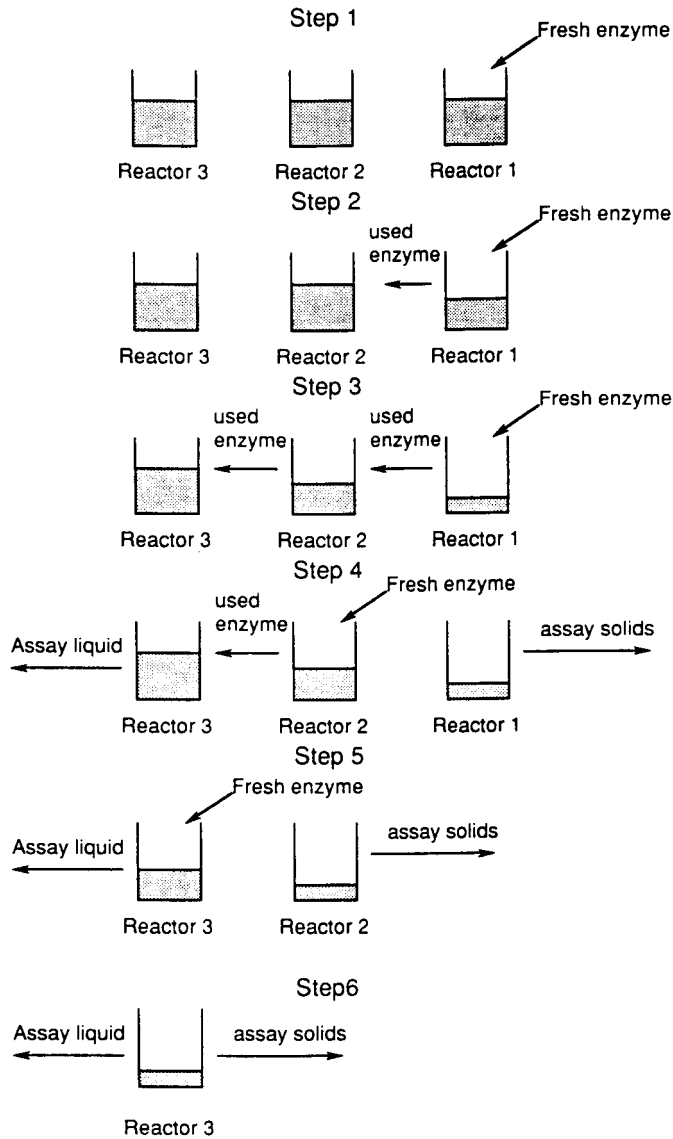 Step 1
Fresh enzyme
Reactor 3 Reactor 2 Reactor 1
Step 2
Fresh enzyme
used
enzyme
Reactor 3 Reactor 2 Reactor 1
Step 3
Fresh enzyme
used
enzyme
used
enzyme
Reactor 3 Reactor 2 Reactor 1
Step 4
Fresh enzyme
used
enzyme
Assay liquid
assay solids
Reactor 3 Reactor 2 Reactor 1
Step 5
Fresh enzyme
Assay liquid
assay solids
Reactor 3 Reactor 2
Step6
Assay liquid
assay solids
Reactor 3